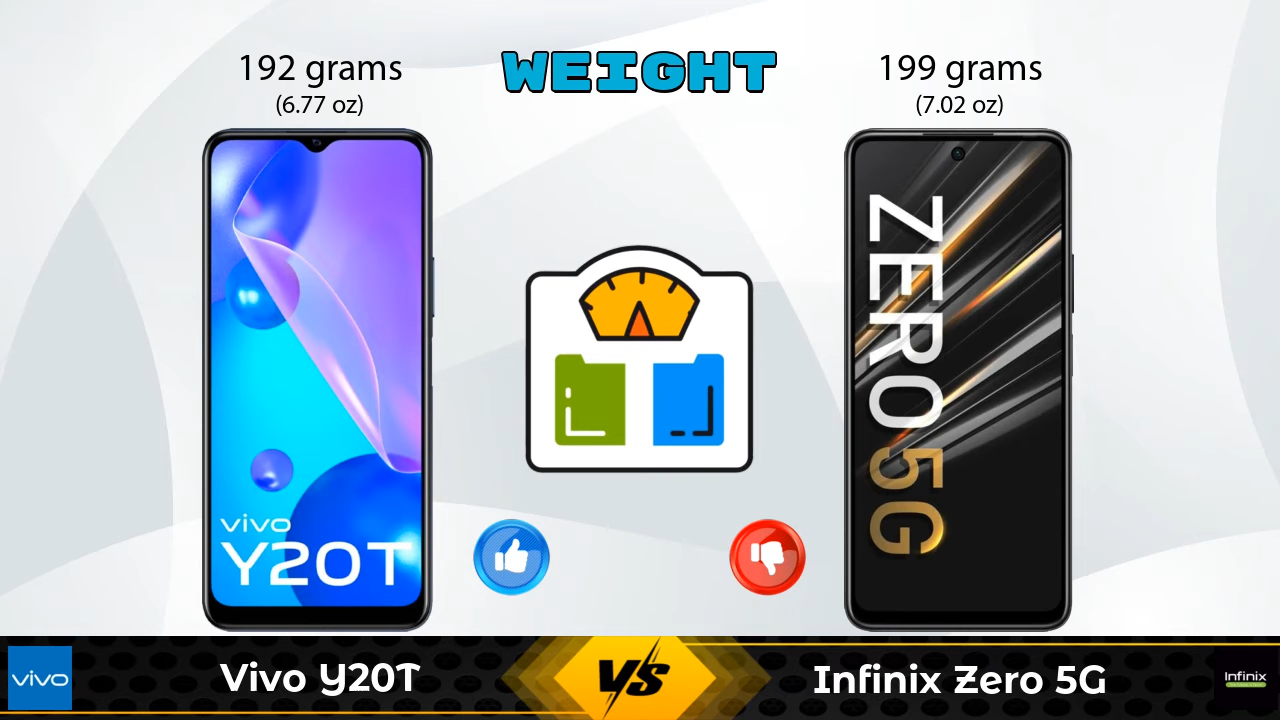 WEIGHT
192 grams
(6.77 oz)
199 grams
(7.02 oz)
vivo
Y20T
ZERO 5G
vivo
Vivo Y20T
VS
Infinix Zero 5G
Infinix